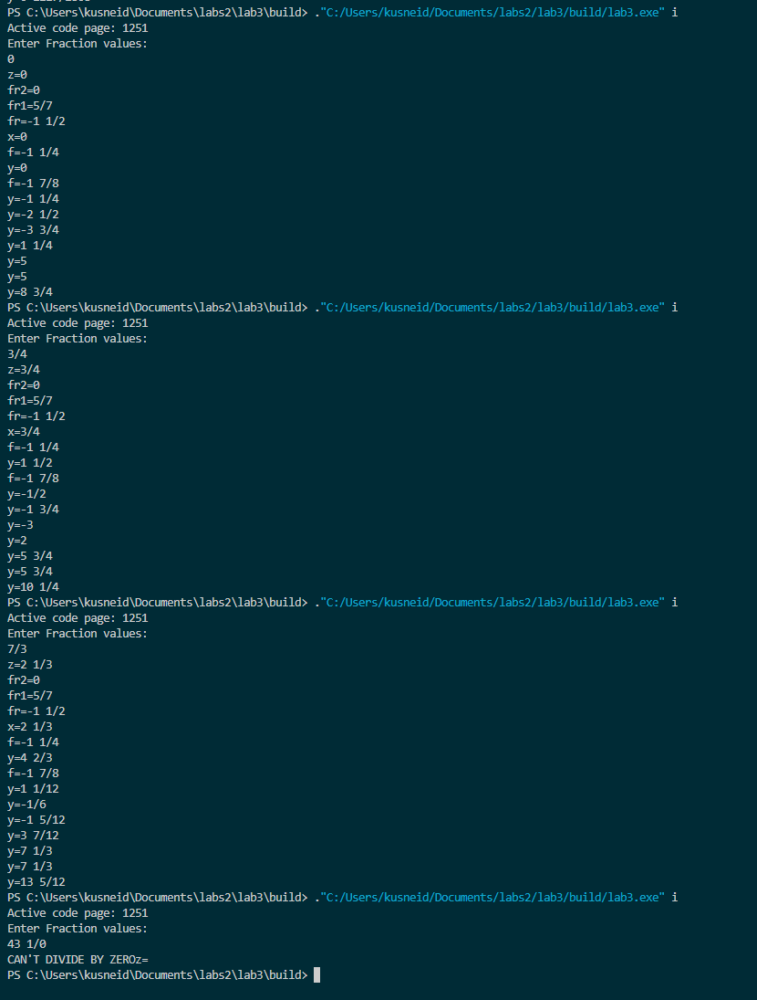 PS C:\Users\kusneid\Documents\labs2\lab3\build> ."C:/Users/kusneid/Documents/labs2/lab3/build/lab3.exe" i
Active code page: 1251
Enter Fraction values:
0
z=0
fr2=0
fr1=5/7
fr=-1 1/2
x=0
f=-1 1/4
y=0
f=-1 7/8
y=-1 1/4
y=-2 1/2
y=-3 3/4
y=1 1/4
y=5
y=5
y=8 3/4
PS C:\Users\kusneid\Documents\labs2\lab3\build> ."C:/Users/kusneid/Documents/labs2/lab3/build/lab3.exe" i
Active code page: 1251
Enter Fraction values:
3/4
z=3/4
fr2=0
fr1=5/7
fr=-1 1/2
x=3/4
f=-1 1/4
y=1 1/2
f=-1 7/8
y=-1/2
y=-1 3/4
y=-3
y=2
y=5 3/4
y=5 3/4
y=10 1/4
PS C:\Users\kusneid\Documents\labs2\lab3\build> ."C:/Users/kusneid/Documents/labs2/lab3/build/lab3.exe" i
Active code page: 1251
Enter Fraction values:
7/3
z=2 1/3
fr2=0
fr1=5/7
fr=-1 1/2
x=2 1/3
f=-1 1/4
y=4 2/3
f=-1 7/8
y=1 1/12
y=-1/6
y=-1 5/12
y=3 7/12
y=7 1/3
y=7 1/3
y=13 5/12
PS C:\Users\kusneid\Documents\labs2\lab3\build> ."C:/Users/kusneid/Documents/labs2/lab3/build/lab3.exe" i
Active code page: 1251
Enter Fraction values:
43 1/0
CAN'T DIVIDE BY ZEROz=
PS C:\Users\kusneid\Documents\labs2\lab3\build>